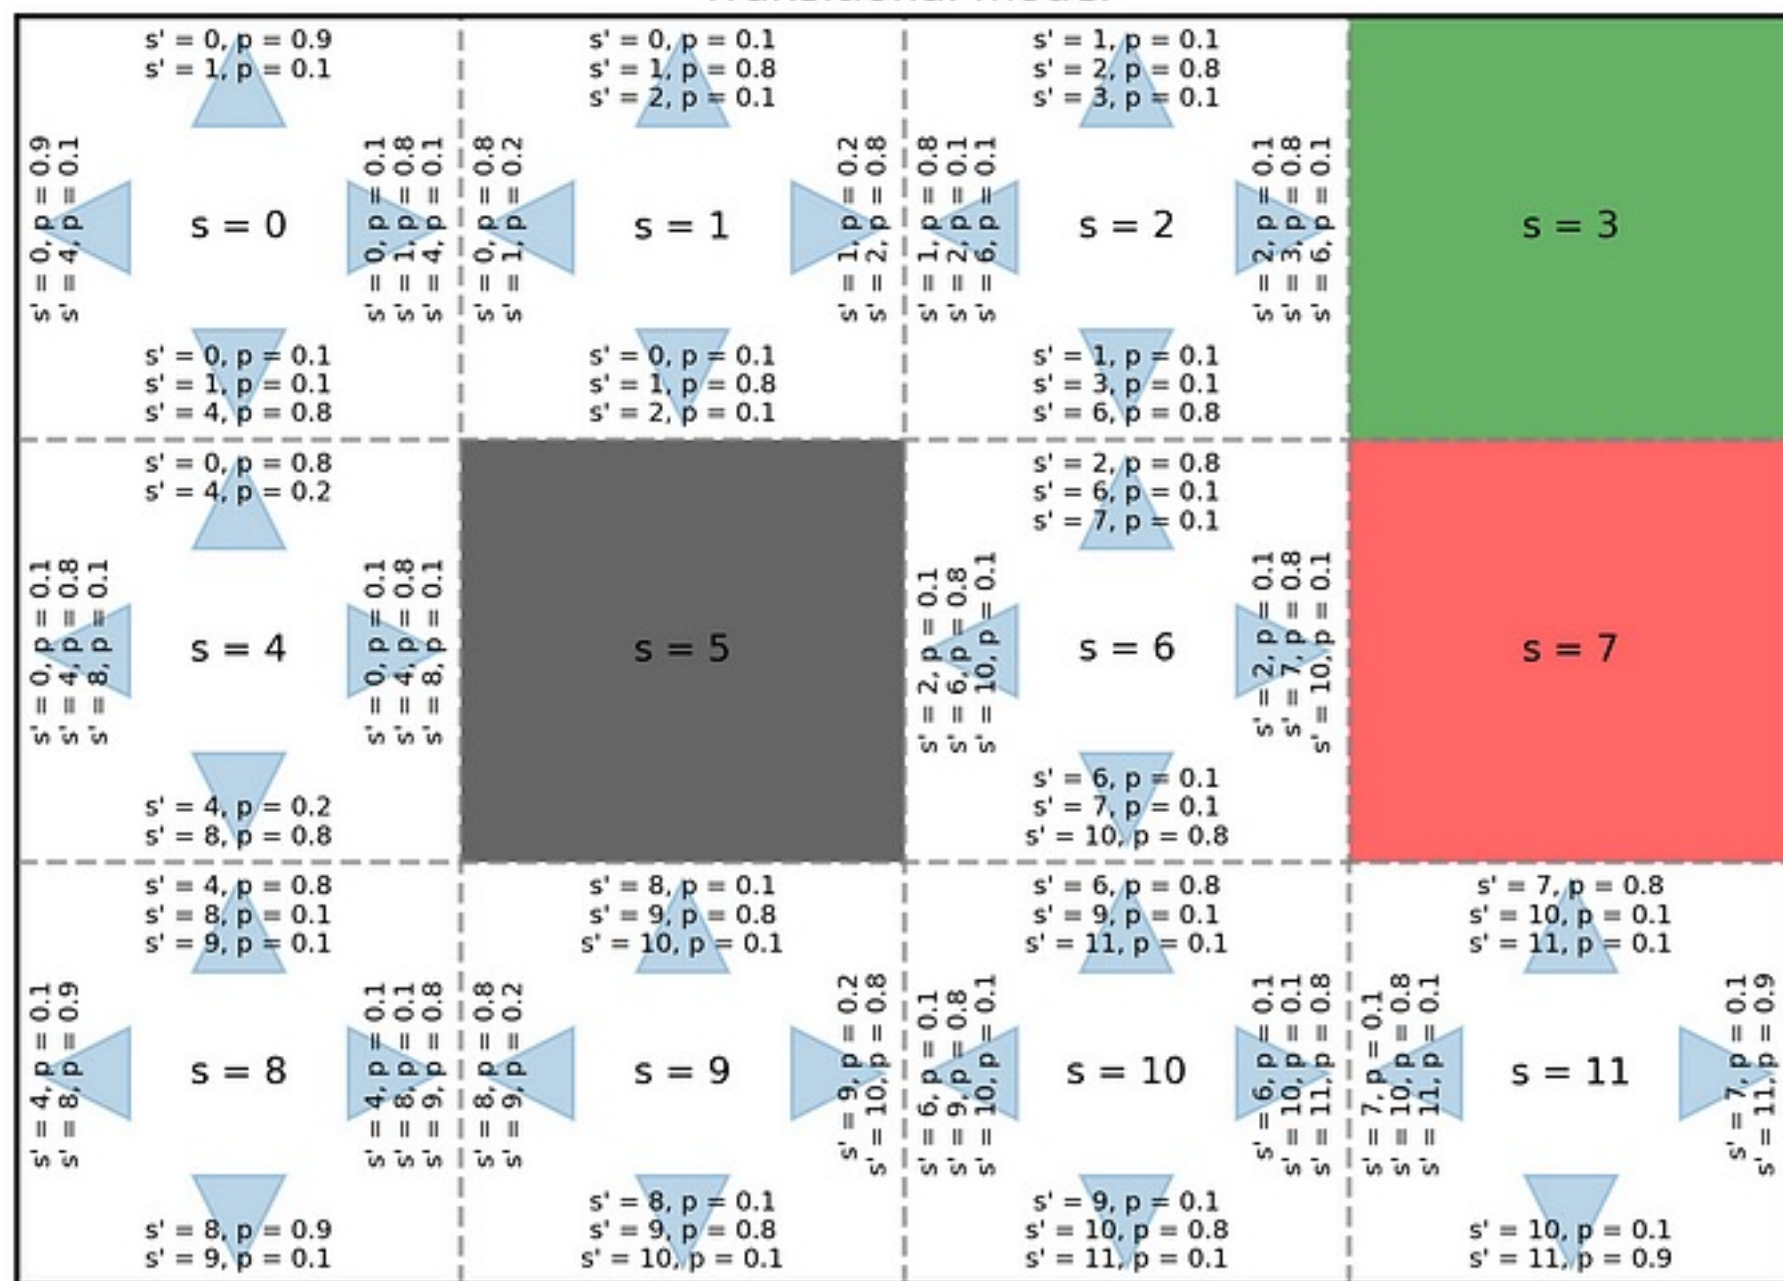 s' = 0, p = 0.9
s' = 1, p = 0.1
s' = 0, p = 0.9
s' = 4, p = 0.1
s = 0
s' = 0, p = 0.1
s' = 1, p = 0.8
s' = 4, p = 0.1
s' = 0, p = 0.1
s' = 1, p = 0.1
s' = 4, p = 0.8
s' = 0, p = 0.1
s' = 1, p = 0.8
s' = 2, p = 0.1
s' = 0, p = 0.8
s' = 1, p = 0.2
s = 1
s' = 1, p = 0.2
s' = 2, p = 0.8
s' = 0, p = 0.1
s' = 1, p = 0.8
s' = 2, p = 0.1
s' = 1, p = 0.1
s' = 2, p = 0.8
s' = 3, p = 0.1
s' = 1, p = 0.8
s' = 2, p = 0.1
s' = 6, p = 0.1
s = 2
s' = 2, p = 0.1
s' = 3, p = 0.8
s' = 6, p = 0.1
s' = 1, p = 0.1
s' = 3, p = 0.1
s' = 6, p = 0.8
s = 3
s' = 0, p = 0.8
s' = 4, p = 0.2
s' = 0, p = 0.1
s' = 4, p = 0.8
s' = 8, p = 0.1
s = 4
s' = 0, p = 0.1
s' = 4, p = 0.8
s' = 8, p = 0.1
s' = 4, p = 0.2
s' = 8, p = 0.8
s = 5
s' = 2, p = 0.8
s' = 6, p = 0.1
s' = 7, p = 0.1
s' = 2, p = 0.1
s' = 6, p = 0.8
s' = 10, p = 0.1
s = 6
s' = 2, p = 0.1
s' = 7, p = 0.8
s' = 10, p = 0.1
s' = 6, p = 0.1
s' = 7, p = 0.1
s' = 10, p = 0.8
s = 7
s' = 4, p = 0.8
s' = 8, p = 0.1
s' = 9, p = 0.1
s' = 4, p = 0.1
s' = 8, p = 0.9
s = 8
s' = 4, p = 0.1
s' = 8, p = 0.1
s' = 9, p = 0.8
s' = 8, p = 0.9
s' = 9, p = 0.1
s' = 8, p = 0.1
s' = 9, p = 0.8
s' = 10, p = 0.1
s' = 8, p = 0.8
s' = 9, p = 0.2
s = 9
s' = 9, p = 0.2
s' = 10, p = 0.8
s' = 8, p = 0.1
s' = 9, p = 0.8
s' = 10, p = 0.1
s' = 6, p = 0.8
s' = 9, p = 0.1
s' = 11, p = 0.1
s' = 6, p = 0.1
s' = 9, p = 0.8
s' = 10, p = 0.1
s = 10
s' = 6, p = 0.1
s' = 10, p = 0.1
s' = 11, p = 0.8
s' = 9, p = 0.1
s' = 10, p = 0.8
s' = 11, p = 0.1
s' = 7, p = 0.8
s' = 10, p = 0.1
s' = 11, p = 0.1
s' = 7, p = 0.1
s' = 10, p = 0.8
s' = 11, p = 0.1
s = 11
s' = 7, p = 0.1
s' = 11, p = 0.9
s' = 10, p = 0.1
s' = 11, p = 0.9